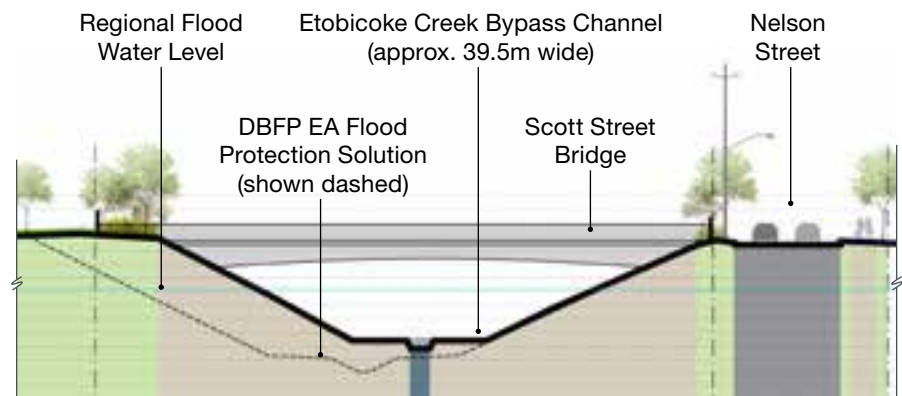 Regional Flood
Water Level
Etobicoke Creek Bypass Channel
(approx. 39.5m wide)
Nelson
Street
DBFP EA Flood
Protection Solution
(shown dashed)
Scott Street
Bridge